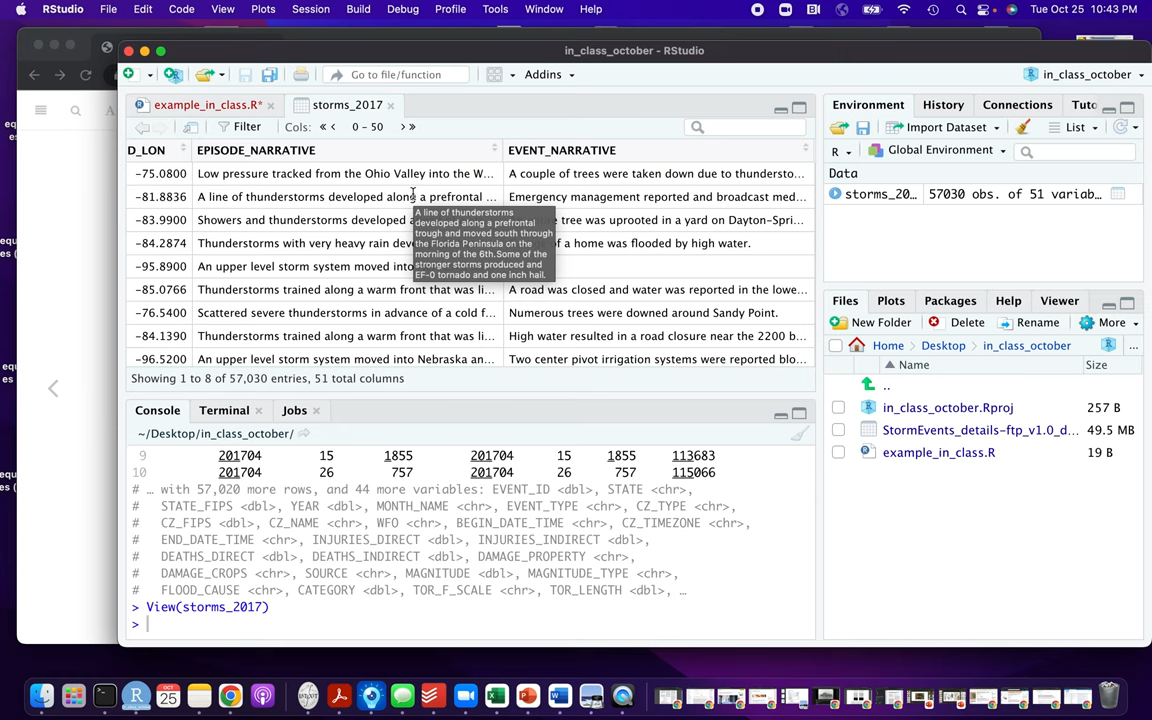 RStudio File Edit Code View Plots Session Build Debug Profile Tools Window Help Tue Oct 25 10:43 PM
in_class_october - RStudio
Go to file/function Addins in_class_october
example_in_class.R* storms_2017
Filter Cols: 0 - 50
D_LON EPISODE_NARRATIVE EVENT_NARRATIVE
-75.0800 Low pressure tracked from the Ohio Valley into the W... A couple of trees were taken down due to thundersto...
-81.8836 A line of thunderstorms developed along a prefrontal ... Emergency management reported and broadcast med...
-83.9900 Showers and thunderstorms developed tree was uprooted in a yard on Dayton-Spri...
-84.2874 Thunderstorms with very heavy rain dev of a home was flooded by high water.
-95.8900 An upper level storm system moved into
-85.0766 Thunderstorms trained along a warm front that was li... A road was closed and water was reported in the lowe...
-76.5400 Scattered severe thunderstorms in advance of a cold f... Numerous trees were downed around Sandy Point.
-84.1390 Thunderstorms trained along a warm front that was li... High water resulted in a road closure near the 2200 b...
-96.5200 An upper level storm system moved into Nebraska an... Two center pivot irrigation systems were reported blo...
A line of thunderstorms
developed along a prefrontal
trough and moved south through
the Florida Peninsula on the
morning of the 6th.Some of the
stronger storms produced and
EF-0 tornado and one inch hail.
Showing 1 to 8 of 57,030 entries, 51 total columns
Console Terminal Jobs
~/Desktop/in_class_october/
9 201704 15 1855 201704 15 1855 113683
10 201704 26 757 201704 26 757 115066
# … with 57,020 more rows, and 44 more variables: EVENT_ID <dbl>, STATE <chr>,
# STATE_FIPS <dbl>, YEAR <dbl>, MONTH_NAME <chr>, EVENT_TYPE <chr>, CZ_TYPE <chr>,
# CZ_FIPS <dbl>, CZ_NAME <chr>, WFO <chr>, BEGIN_DATE_TIME <chr>, CZ_TIMEZONE <chr>,
# END_DATE_TIME <chr>, INJURIES_DIRECT <dbl>, INJURIES_INDIRECT <dbl>,
# DEATHS_DIRECT <dbl>, DEATHS_INDIRECT <dbl>, DAMAGE_PROPERTY <chr>,
# DAMAGE_CROPS <chr>, SOURCE <chr>, MAGNITUDE <dbl>, MAGNITUDE_TYPE <chr>,
# FLOOD_CAUSE <chr>, CATEGORY <dbl>, TOR_F_SCALE <chr>, TOR_LENGTH <dbl>, …
> View(storms_2017)
>
Environment History Connections Tuto
Import Dataset List
R Global Environment
Data
storms_20... 57030 obs. of 51 variab...
Files Plots Packages Help Viewer
New Folder Delete Rename More
Home Desktop in_class_october ...
Name Size
..
in_class_october.Rproj 257 B
StormEvents_details-ftp_v1.0_d... 49.5 MB
example_in_class.R 19 B
OCT
25